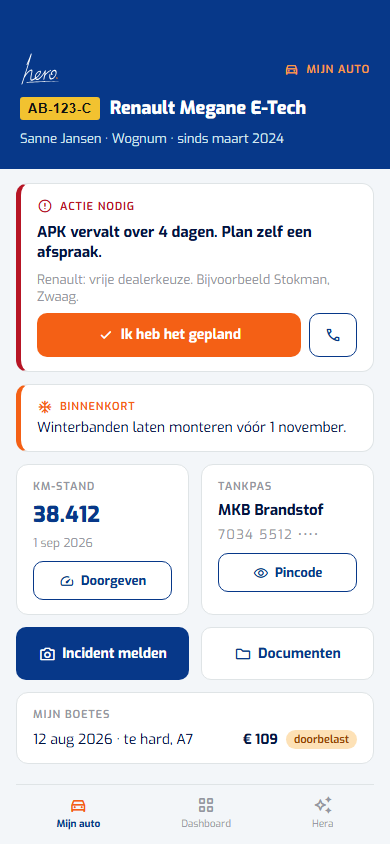 hero.
MIJN AUTO
AB-123-C Renault Megane E-Tech
Sanne Jansen · Wognum · sinds maart 2024
ACTIE NODIG
APK vervalt over 4 dagen. Plan zelf een
afspraak.
Renault: vrije dealerkeuze. Bijvoorbeeld Stokman,
Zwaag.
Ik heb het gepland
BINNENKORT
Winterbanden laten monteren vóór 1 november.
KM-STAND
38.412
1 sep 2026
Doorgeven
TANKPAS
MKB Brandstof
7034 5512 ····
Pincode
Incident melden
Documenten
MIJN BOETES
12 aug 2026 · te hard, A7 € 109 doorbelast
Mijn auto
Dashboard
Hera